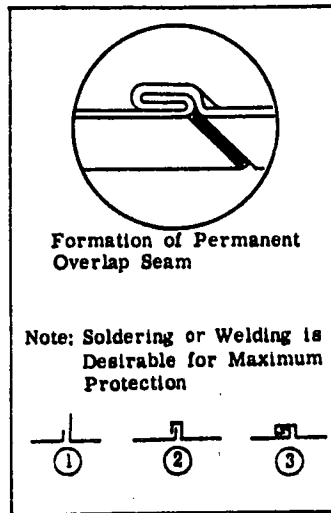 Formation of Permanent
Overlap Seam
Note: Soldering or Welding is
Desirable for Maximum
Protection
1 2 3